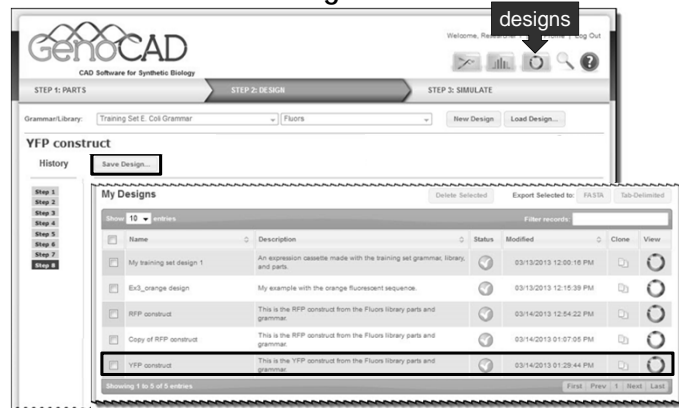 designs
Welcome, Home | Log Out
GenoCAD
CAD Software for Synthetic Biology
STEP 1: PARTS
STEP 2: DESIGN
STEP 3: SIMULATE
Grammar/Library: Training Set E. Coli Grammar Fluors New Design Load Design...
YFP construct
History Save Design...
Step 1
Step 2
Step 3
Step 4
Step 5
Step 6
Step 7
Step 8
My Designs Delete Selected Export Selected to: FASTA Tab-Delimited
Show 10 entries Filter records:
Name Description Status Modified Clone View
My training set design 1 An expression cassette made with the training set grammar, library, and parts. 03/13/2013 12:00:16 PM
Ex3_orange design My example with the orange fluorescent sequence. 03/13/2013 12:15:39 PM
RFP construct This is the RFP construct from the Fluors library parts and grammar. 03/14/2013 12:54:22 PM
Copy of RFP construct This is the RFP construct from the Fluors library parts and grammar. 03/14/2013 01:07:05 PM
YFP construct This is the YFP construct from the Fluors library parts and grammar. 03/14/2013 01:29:44 PM
Showing 1 to 5 of 5 entries First Prev 1 Next Last